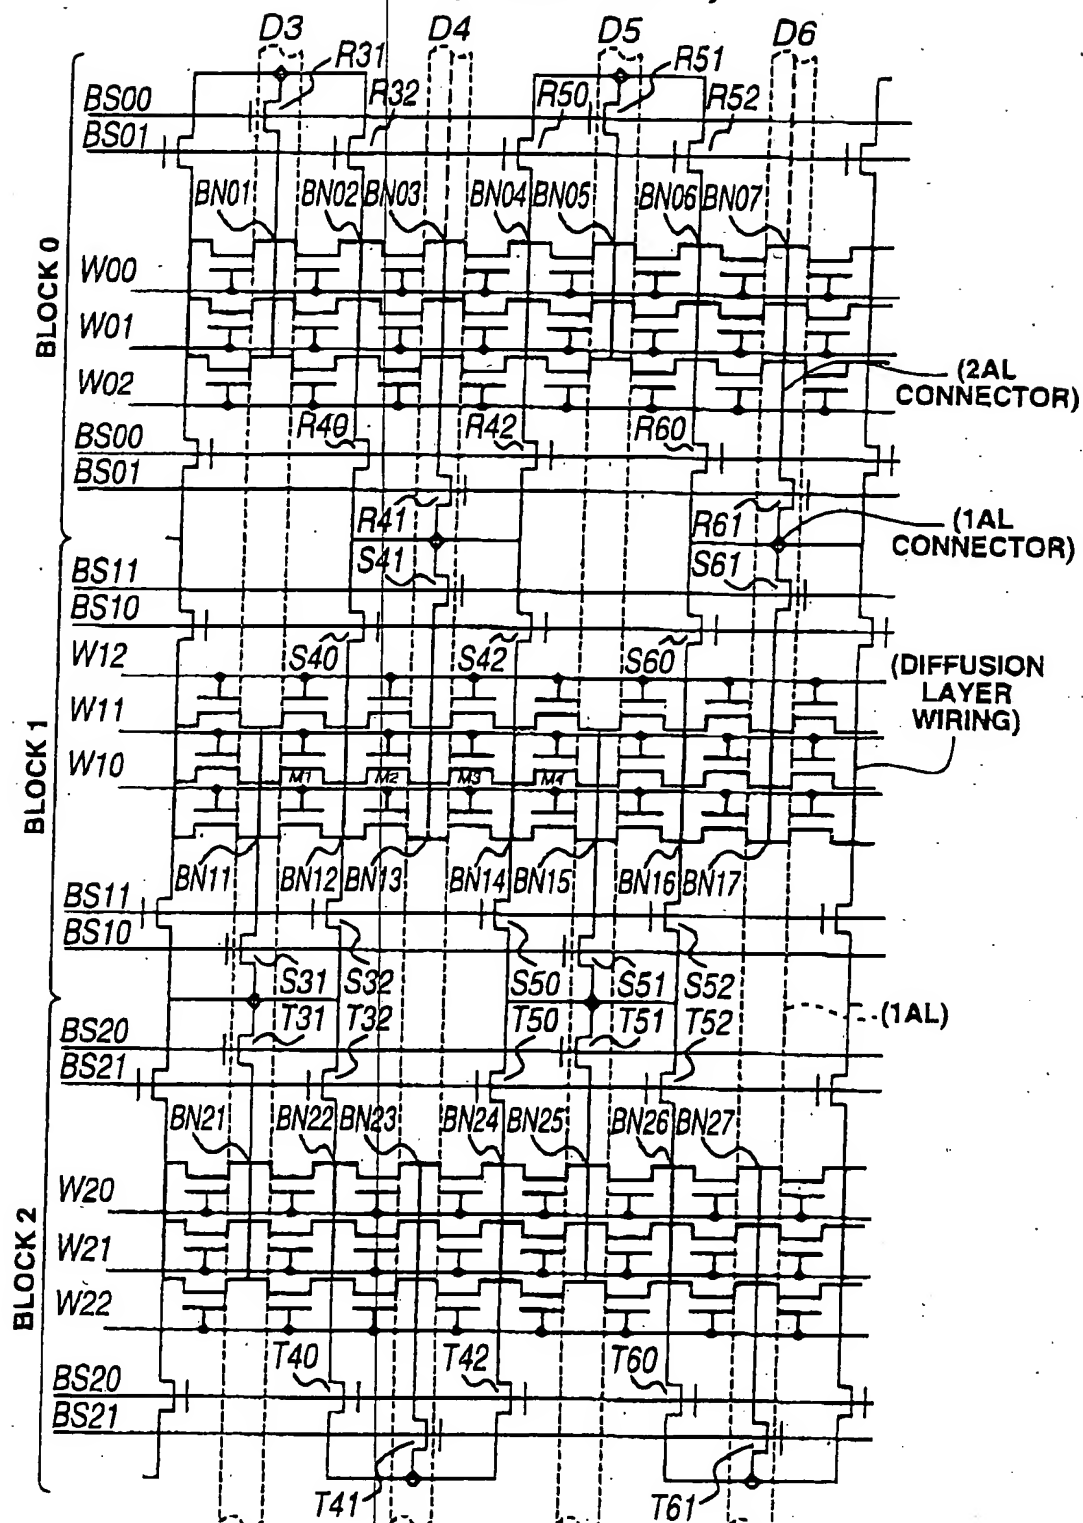 D3 D4 D5 D6
R31 R51
BS00 R32 R50 R52
BS01
BN01 BN02 BN03 BN04 BN05 BN06 BN07
BLOCK 0
W00
W01
W02
(2AL
CONNECTOR)
BS00 R40 R42 R60
BS01
R41 R61
(1AL
CONNECTOR)
S41 S61
BS11
BS10
W12 S40 S42 S60
(DIFFUSION
LAYER
WIRING)
W11
BLOCK 1
W10
M1 M2 M3 M4
BN11 BN12 BN13 BN14 BN15 BN16 BN17
BS11
BS10
S31 S32 S50 S51 S52
(1AL)
BS20 T31 T32 T50 T51 T52
BS21
BN21 BN22 BN23 BN24 BN25 BN26 BN27
W20
W21
BLOCK 2
W22
T40 T42 T60
BS20
BS21
T41 T61